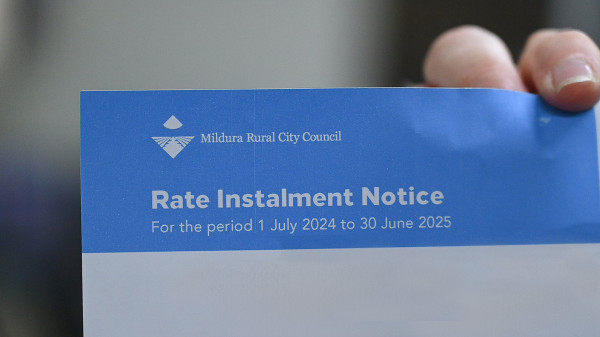 Mildura Rural City Council
Rate Instalment Notice
For the period 1 July 2024 to 30 June 2025